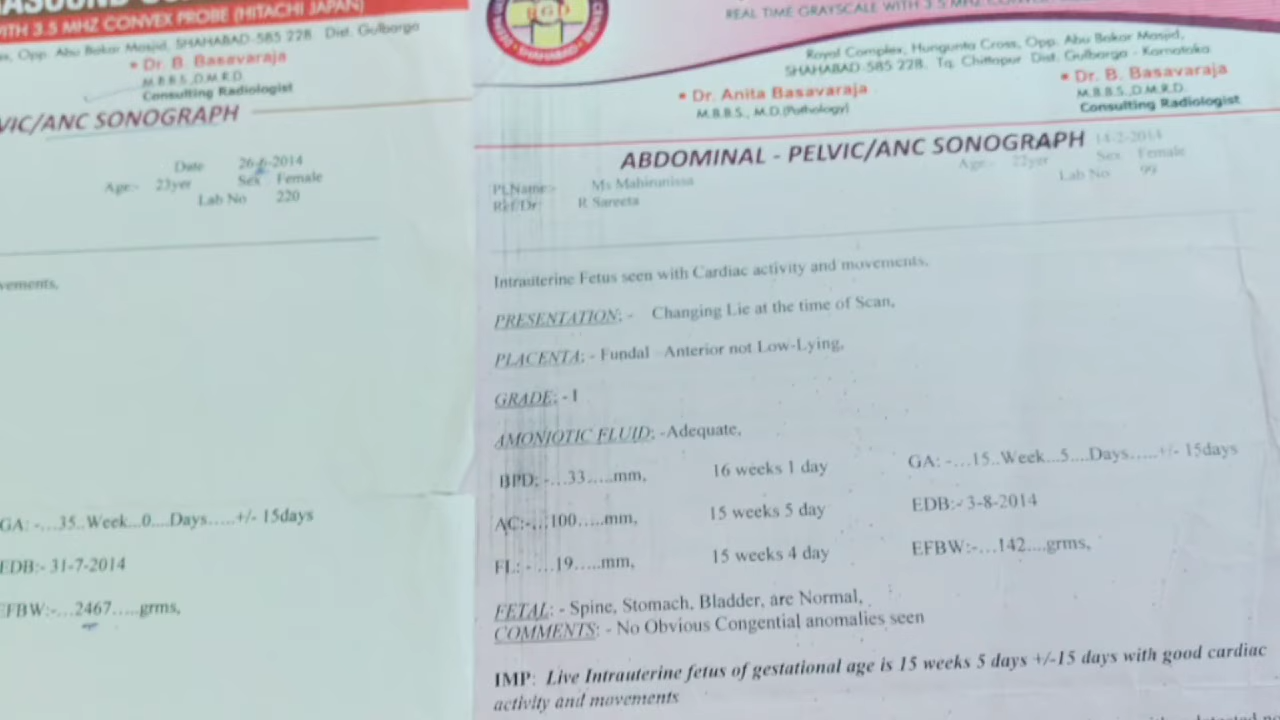 WITH 3.5 MHZ CONVEX PROBE (HITACHI JAPAN)
Opp. Abu Bakar Masjid, SHAHABAD-585 228. Dist. Gulbarga
• Dr. B. Basavaraja
M.B.B.S.,D.M.R.D.
Consulting Radiologist
VIC/ANC SONOGRAPH
Date 26-6-2014
Age:- 23yer Sex Female
Lab No 220
vements,
GA: -...35..Week...0....Days.....+/- 15days
EDB:- 31-7-2014
EFBW:-...2467.....grms,
SHAHABAD
CENTRE
REAL TIME GRAYSCALE WITH 3.5 MHZ
Royal Complex, Hungunta Cross, Opp. Abu Bakar Masjid,
SHAHABAD-585 228. Tq. Chittapur Dist. Gulbarga - Karnataka
• Dr. Anita Basavaraja • Dr. B. Basavaraja
M.B.B.S., M.D.(Pathology) M.B.B.S.,D.M.R.D.
Consulting Radiologist
ABDOMINAL - PELVIC/ANC SONOGRAPH
14-2-2014
Pt.Name:- Ms Mahirunissa Age:- 22yer Sex Female
Ref/Dr: R Sareeta Lab No 99
Intrauterine Fetus seen with Cardiac activity and movements,
PRESENTATION: - Changing Lie at the time of Scan,
PLACENTA: - Fundal Anterior not Low-Lying,
GRADE: - I
AMONIOTIC FLUID: -Adequate,
BPD: -...33.....mm, 16 weeks 1 day GA: -...15..Week...5....Days.....+/- 15days
AC:-...100.....mm, 15 weeks 5 day EDB:- 3-8-2014
FL: - ...19.....mm, 15 weeks 4 day EFBW:-...142....grms,
FETAL: - Spine, Stomach, Bladder, are Normal,
COMMENTS: - No Obvious Congential anomalies seen
IMP: Live Intrauterine fetus of gestational age is 15 weeks 5 days +/-15 days with good cardiac
activity and movements